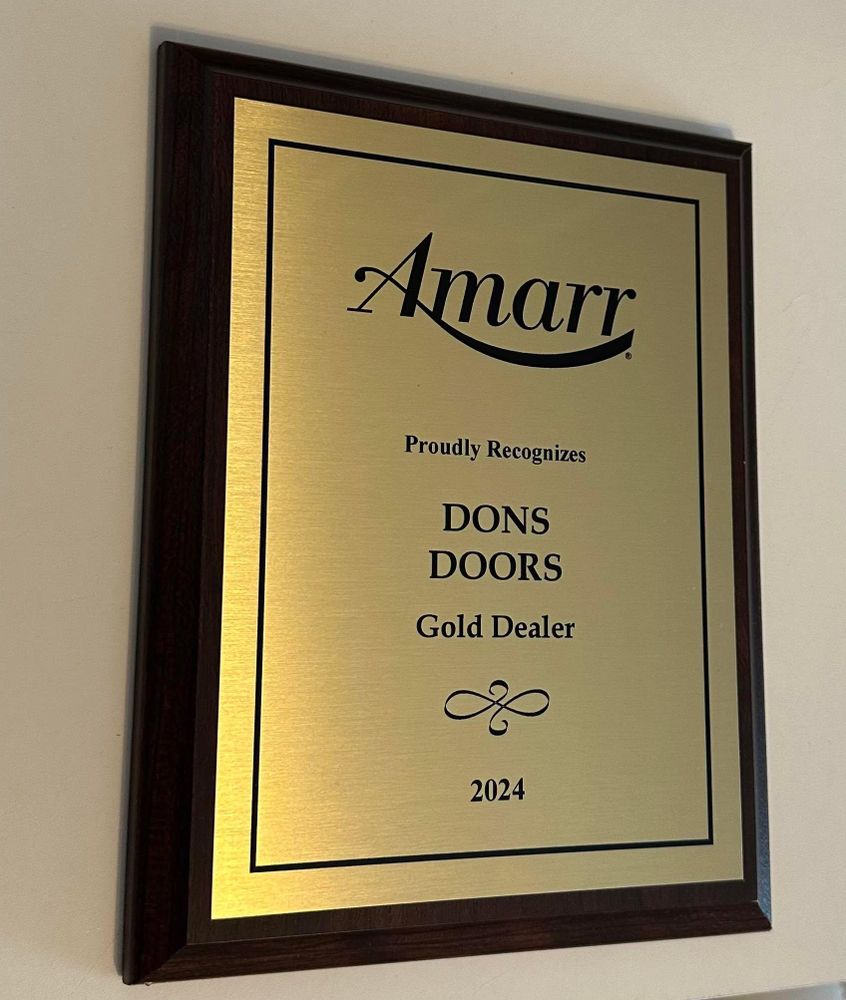 Amarr®
Proudly Recognizes
DONS
DOORS
Gold Dealer
2024